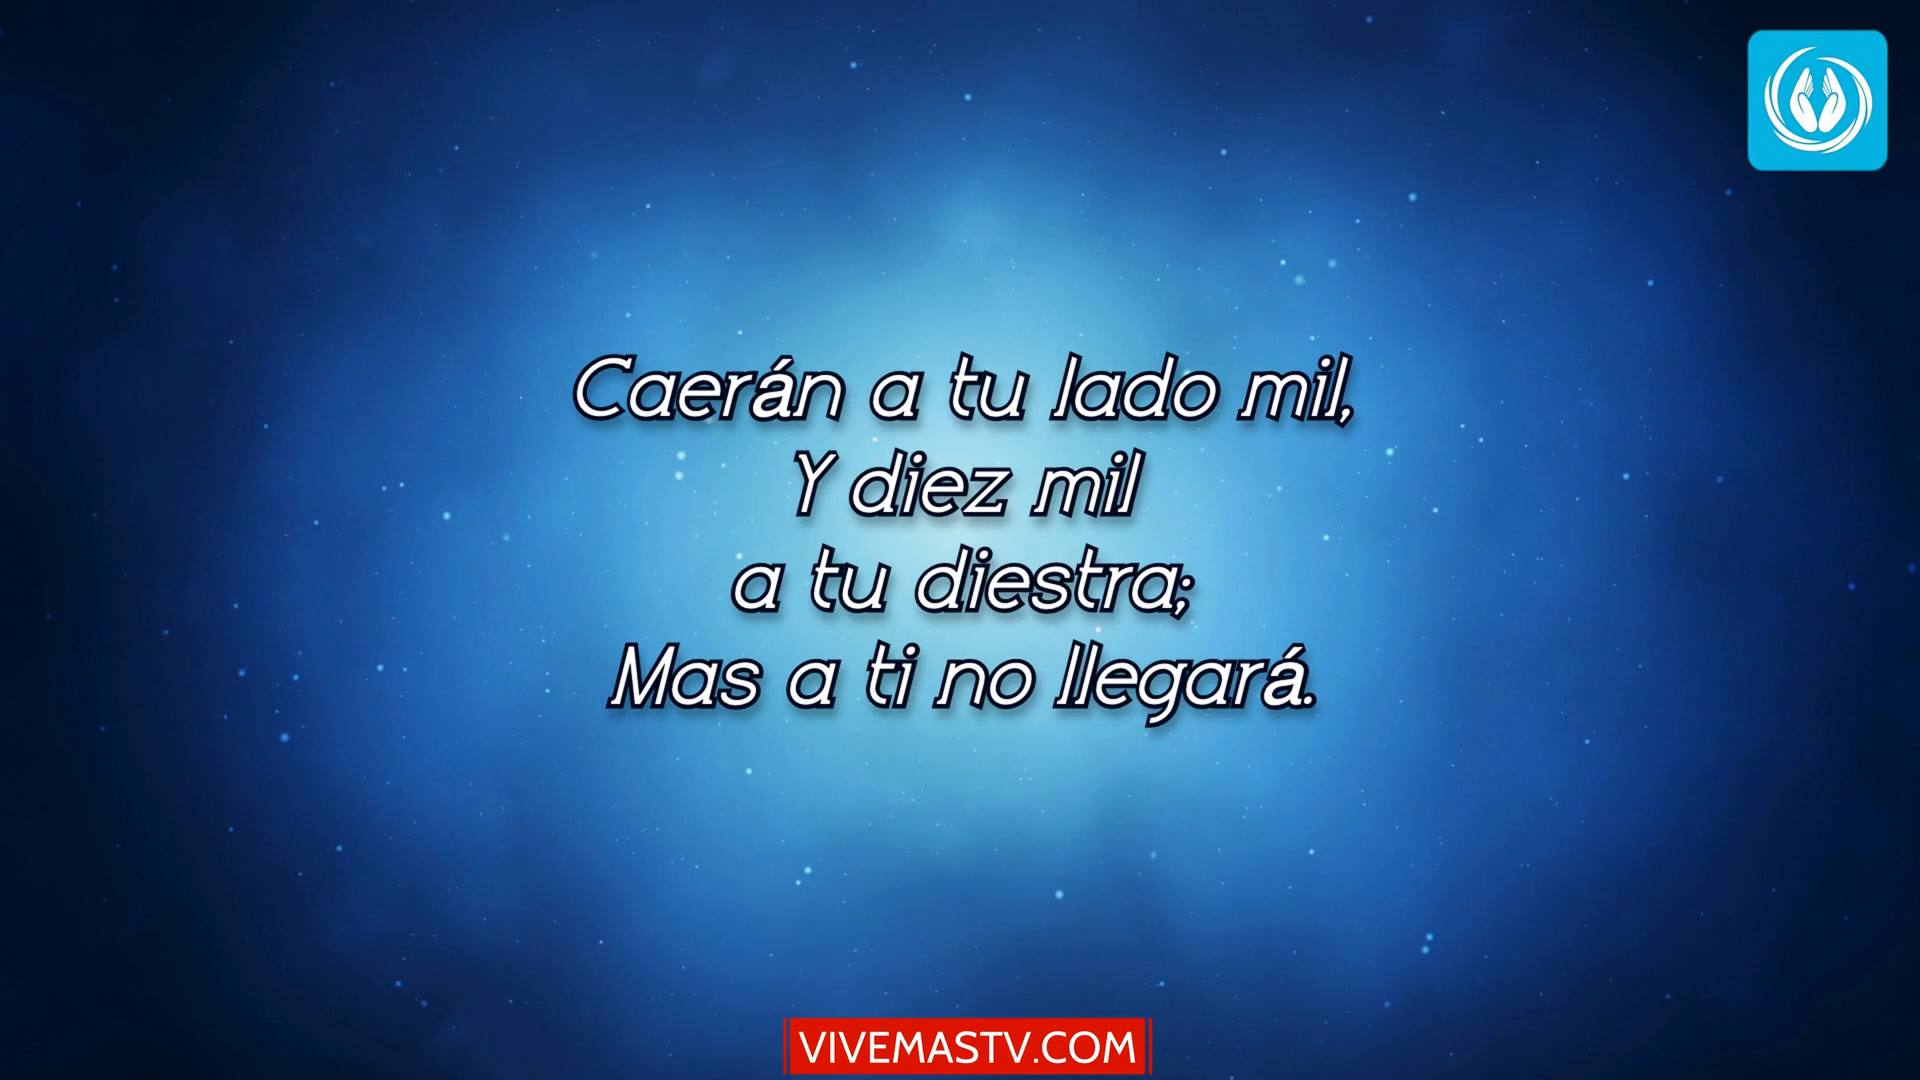 Caerán a tu lado mil,
Y diez mil
a tu diestra;
Mas a ti no llegará.
VIVEMASTV.COM